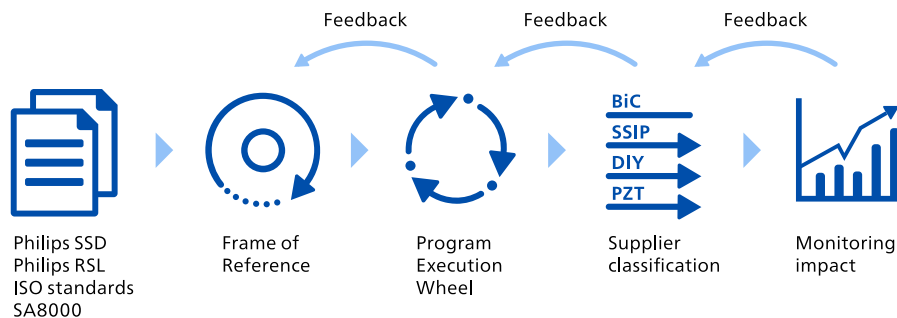 Feedback
Feedback
Feedback
BiC
SSIP
DIY
PZT
Philips SSD
Philips RSL
ISO standards
SA8000
Frame of
Reference
Program
Execution
Wheel
Supplier
classification
Monitoring
impact